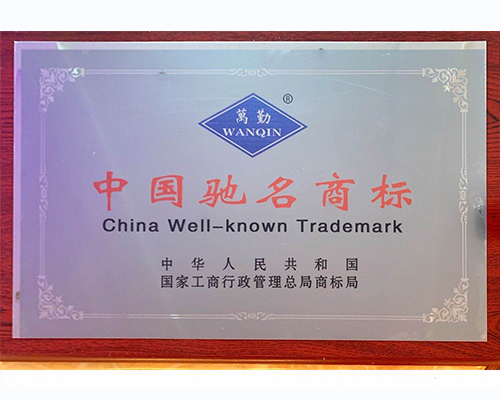 ®
萬勤
WANQIN
中国驰名商标
China Well-known Trademark
中华人民共和国
国家工商行政管理总局商标局